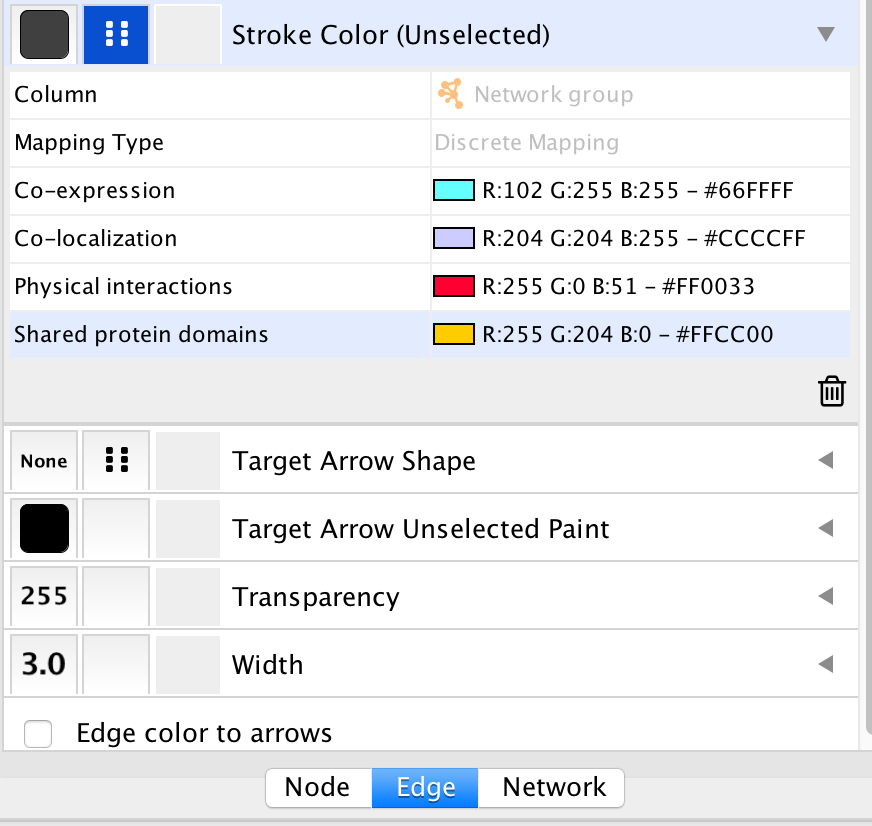 Stroke Color (Unselected)
Column Network group
Mapping Type Discrete Mapping
Co-expression R:102 G:255 B:255 - #66FFFF
Co-localization R:204 G:204 B:255 - #CCCCFF
Physical interactions R:255 G:0 B:51 - #FF0033
Shared protein domains R:255 G:204 B:0 - #FFCC00
None Target Arrow Shape
Target Arrow Unselected Paint
255 Transparency
3.0 Width
Edge color to arrows
Node Edge Network